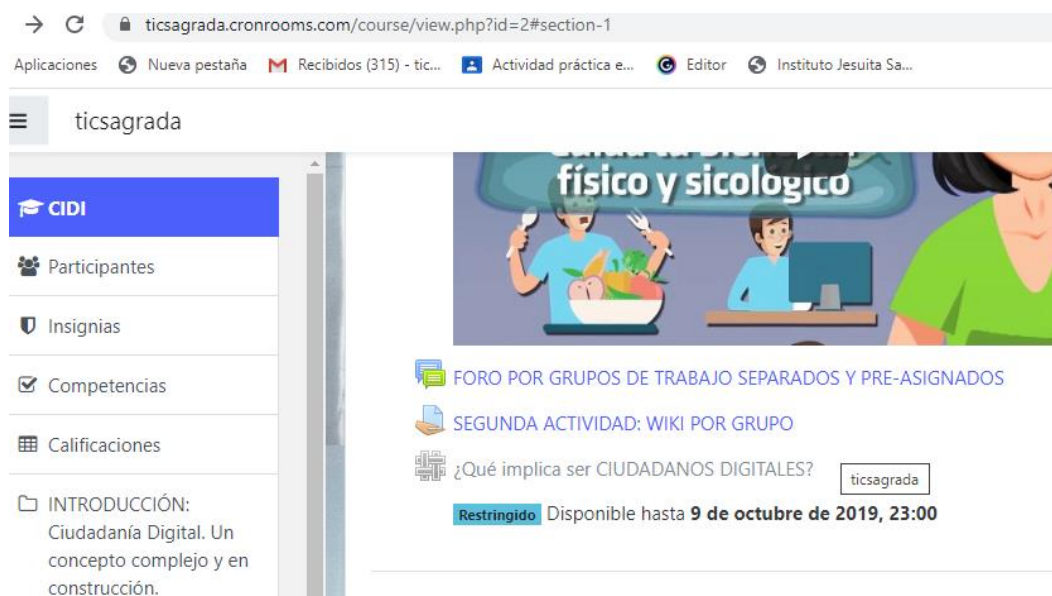 ticsagrada.cronrooms.com/course/view.php?id=2#section-1
Aplicaciones Nueva pestaña Recibidos (315) - tic... Actividad práctica e... Editor Instituto Jesuita Sa...
ticsagrada
físico y sicológico
CIDI
Participantes
Insignias
Competencias
Calificaciones
INTRODUCCIÓN:
Ciudadanía Digital. Un
concepto complejo y en
construcción.
FORO POR GRUPOS DE TRABAJO SEPARADOS Y PRE-ASIGNADOS
SEGUNDA ACTIVIDAD: WIKI POR GRUPO
¿Qué implica ser CIUDADANOS DIGITALES?
ticsagrada
Restringido Disponible hasta 9 de octubre de 2019, 23:00